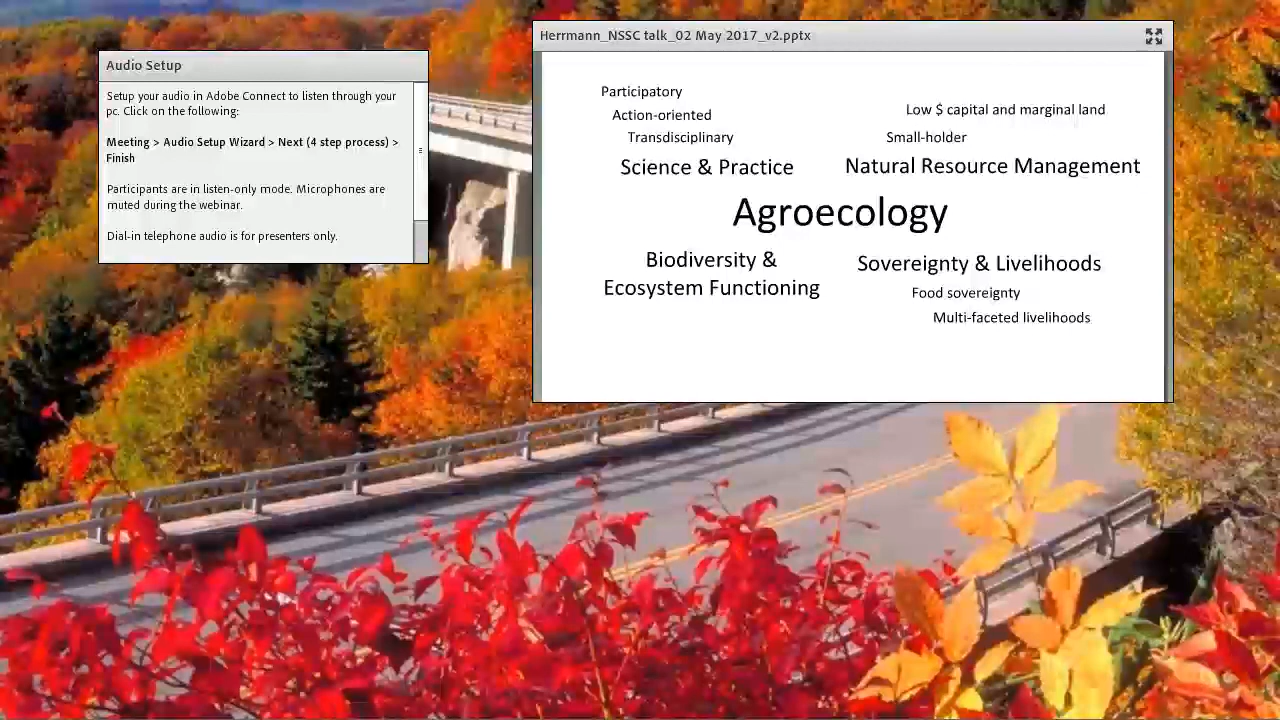 Audio Setup
Setup your audio in Adobe Connect to listen through your
pc. Click on the following:
Meeting > Audio Setup Wizard > Next (4 step process) >
Finish
Participants are in listen-only mode. Microphones are
muted during the webinar.
Dial-in telephone audio is for presenters only.
Herrmann_NSSC talk_02 May 2017_v2.pptx
Participatory
Action-oriented
Transdisciplinary
Science & Practice
Low $ capital and marginal land
Small-holder
Natural Resource Management
Agroecology
Biodiversity &
Ecosystem Functioning
Sovereignty & Livelihoods
Food sovereignty
Multi-faceted livelihoods